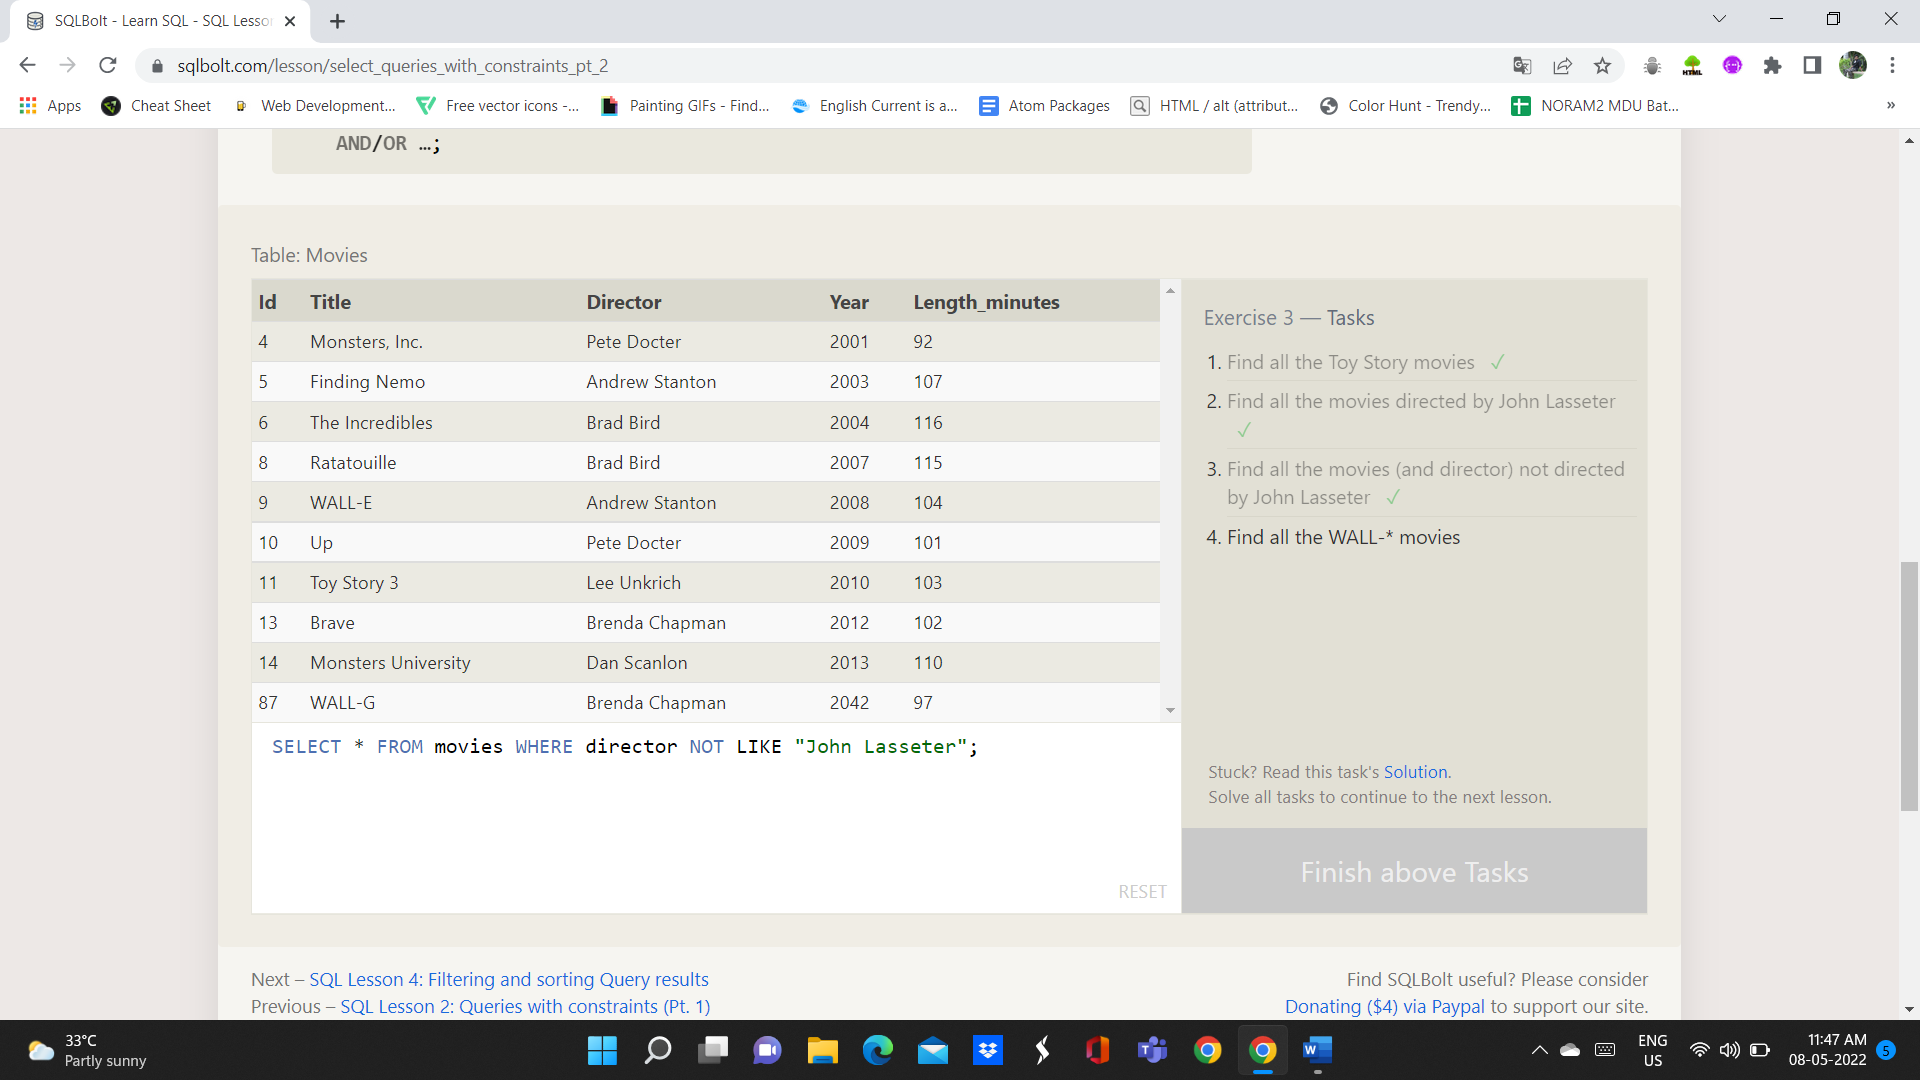 SQLBolt - Learn SQL - SQL Lesson
sqlbolt.com/lesson/select_queries_with_constraints_pt_2
Apps Cheat Sheet Web Development... Free vector icons -... Painting GIFs - Find... English Current is a... Atom Packages HTML / alt (attribut... Color Hunt - Trendy... NORAM2 MDU Bat... »
AND/OR …;
Table: Movies
Id Title Director Year Length_minutes
4 Monsters, Inc. Pete Docter 2001 92
5 Finding Nemo Andrew Stanton 2003 107
6 The Incredibles Brad Bird 2004 116
8 Ratatouille Brad Bird 2007 115
9 WALL-E Andrew Stanton 2008 104
10 Up Pete Docter 2009 101
11 Toy Story 3 Lee Unkrich 2010 103
13 Brave Brenda Chapman 2012 102
14 Monsters University Dan Scanlon 2013 110
87 WALL-G Brenda Chapman 2042 97
SELECT * FROM movies WHERE director NOT LIKE "John Lasseter";
RESET
Exercise 3 — Tasks
1. Find all the Toy Story movies ✓
2. Find all the movies directed by John Lasseter
✓
3. Find all the movies (and director) not directed
by John Lasseter ✓
4. Find all the WALL-* movies
Stuck? Read this task's Solution.
Solve all tasks to continue to the next lesson.
Finish above Tasks
Next – SQL Lesson 4: Filtering and sorting Query results
Previous – SQL Lesson 2: Queries with constraints (Pt. 1)
Find SQLBolt useful? Please consider
Donating ($4) via Paypal to support our site.
33°C
Partly sunny
ENG
US
11:47 AM
08-05-2022
5